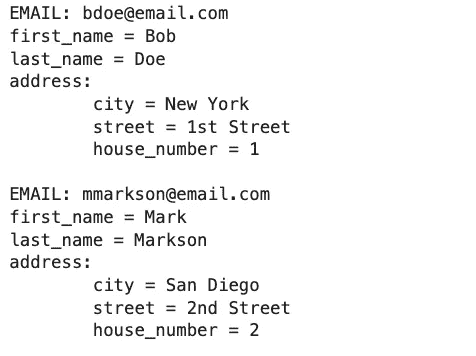 EMAIL: bdoe@email.com
first_name = Bob
last_name = Doe
address:
        city = New York
        street = 1st Street
        house_number = 1

EMAIL: mmarkson@email.com
first_name = Mark
last_name = Markson
address:
        city = San Diego
        street = 2nd Street
        house_number = 2